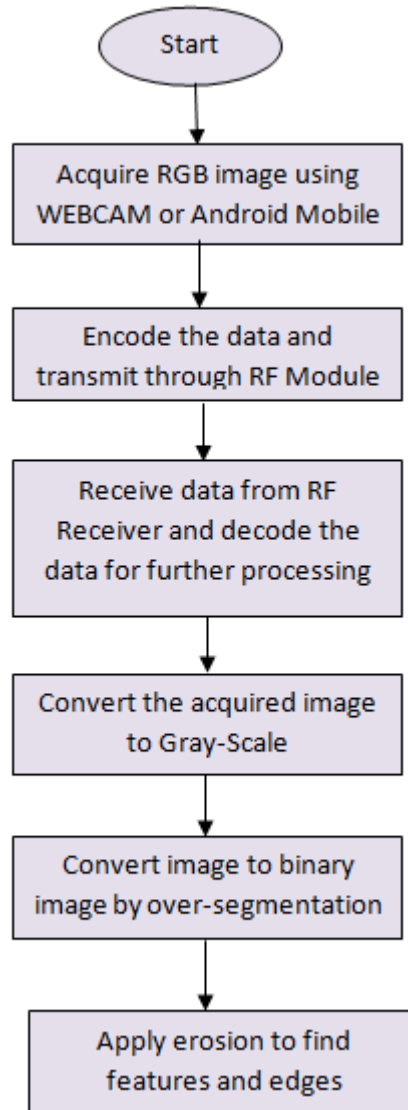 Start
Acquire RGB image using
WEBCAM or Android Mobile
Encode the data and
transmit through RF Module
Receive data from RF
Receiver and decode the
data for further processing
Convert the acquired image
to Gray-Scale
Convert image to binary
image by over-segmentation
Apply erosion to find
features and edges